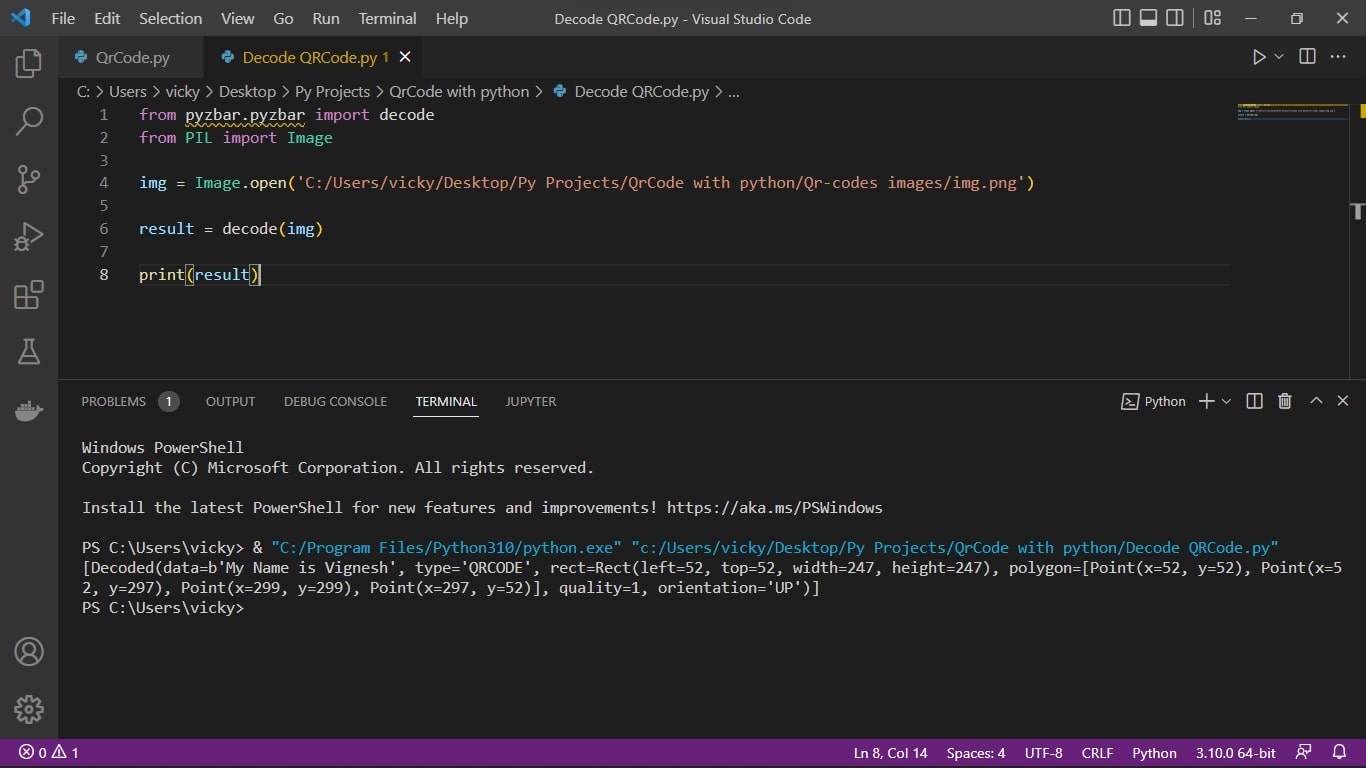 File Edit Selection View Go Run Terminal Help Decode QRCode.py - Visual Studio Code
QrCode.py Decode QRCode.py 1
C: > Users > vicky > Desktop > Py Projects > QrCode with python > Decode QRCode.py > ...
1 from pyzbar.pyzbar import decode
2 from PIL import Image
3
4 img = Image.open('C:/Users/vicky/Desktop/Py Projects/QrCode with python/Qr-codes images/img.png')
5
6 result = decode(img)
7
8 print(result)
PROBLEMS 1 OUTPUT DEBUG CONSOLE TERMINAL JUPYTER Python
Windows PowerShell
Copyright (C) Microsoft Corporation. All rights reserved.
Install the latest PowerShell for new features and improvements! https://aka.ms/PSWindows
PS C:\Users\vicky> & "C:/Program Files/Python310/python.exe" "c:/Users/vicky/Desktop/Py Projects/QrCode with python/Decode QRCode.py"
[Decoded(data=b'My Name is Vignesh', type='QRCODE', rect=Rect(left=52, top=52, width=247, height=247), polygon=[Point(x=52, y=52), Point(x=5
2, y=297), Point(x=299, y=299), Point(x=297, y=52)], quality=1, orientation='UP')]
PS C:\Users\vicky>
0 1 Ln 8, Col 14 Spaces: 4 UTF-8 CRLF Python 3.10.0 64-bit